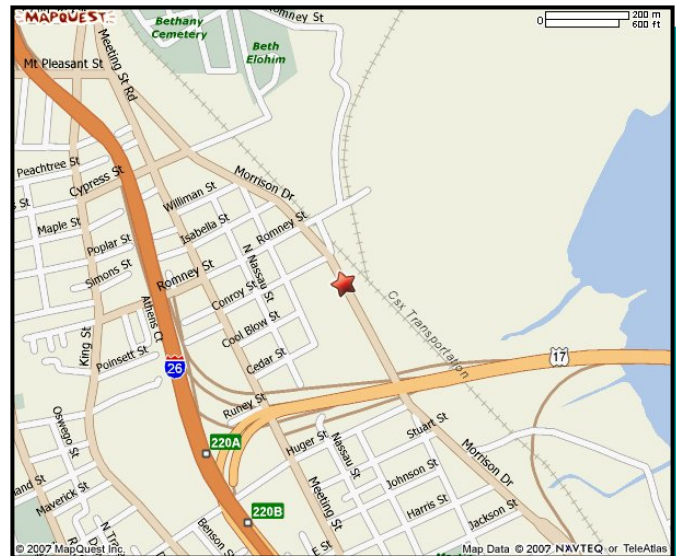 MAPQUEST
Bethany
Cemetery
Romney St
0 200 m
600 ft
Meeting St Rd
Mt Pleasant St
Beth
Elohim
Peachtree St
Cypress St
Morrison Dr
Williman St
Maple St
Isabella St
Romney St
Poplar St
N Nassau St
Simons St
Romney St
Conroy St
Csx Transportation
Athens Ct
King St
Cool Blow St
Poinsett St
Cedar St
17
26
Runey St
Oswego St
220A
Huger St
Nassau St
Stuart St
Morrison Dr
Johnson St
Maverick St
Meeting St
Harris St
Jackson St
220B
Benson St
© 2007 MapQuest Inc.
Map Data © 2007 NAVTEQ or TeleAtlas